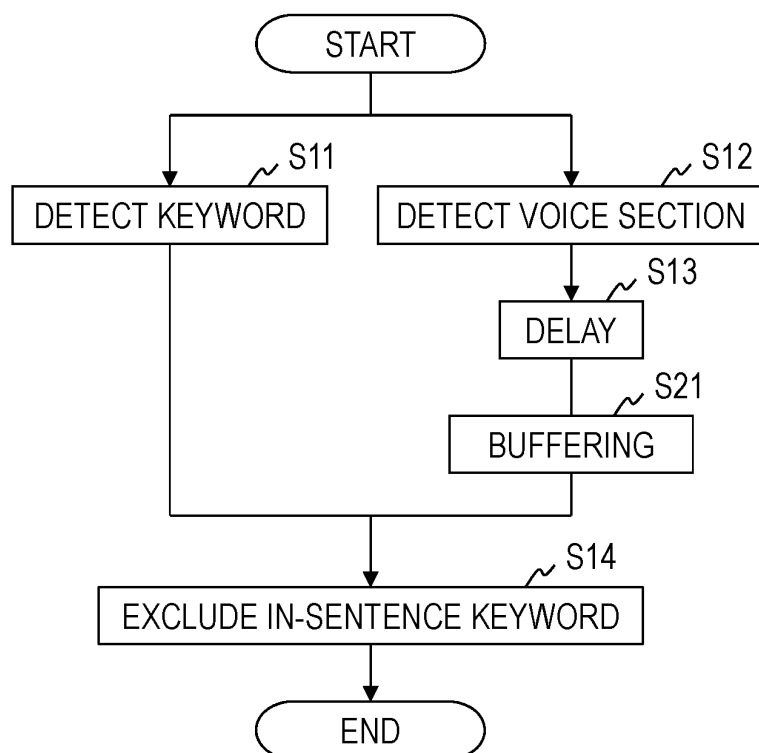 START
S11
DETECT KEYWORD
S12
DETECT VOICE SECTION
S13
DELAY
S21
BUFFERING
S14
EXCLUDE IN-SENTENCE KEYWORD
END